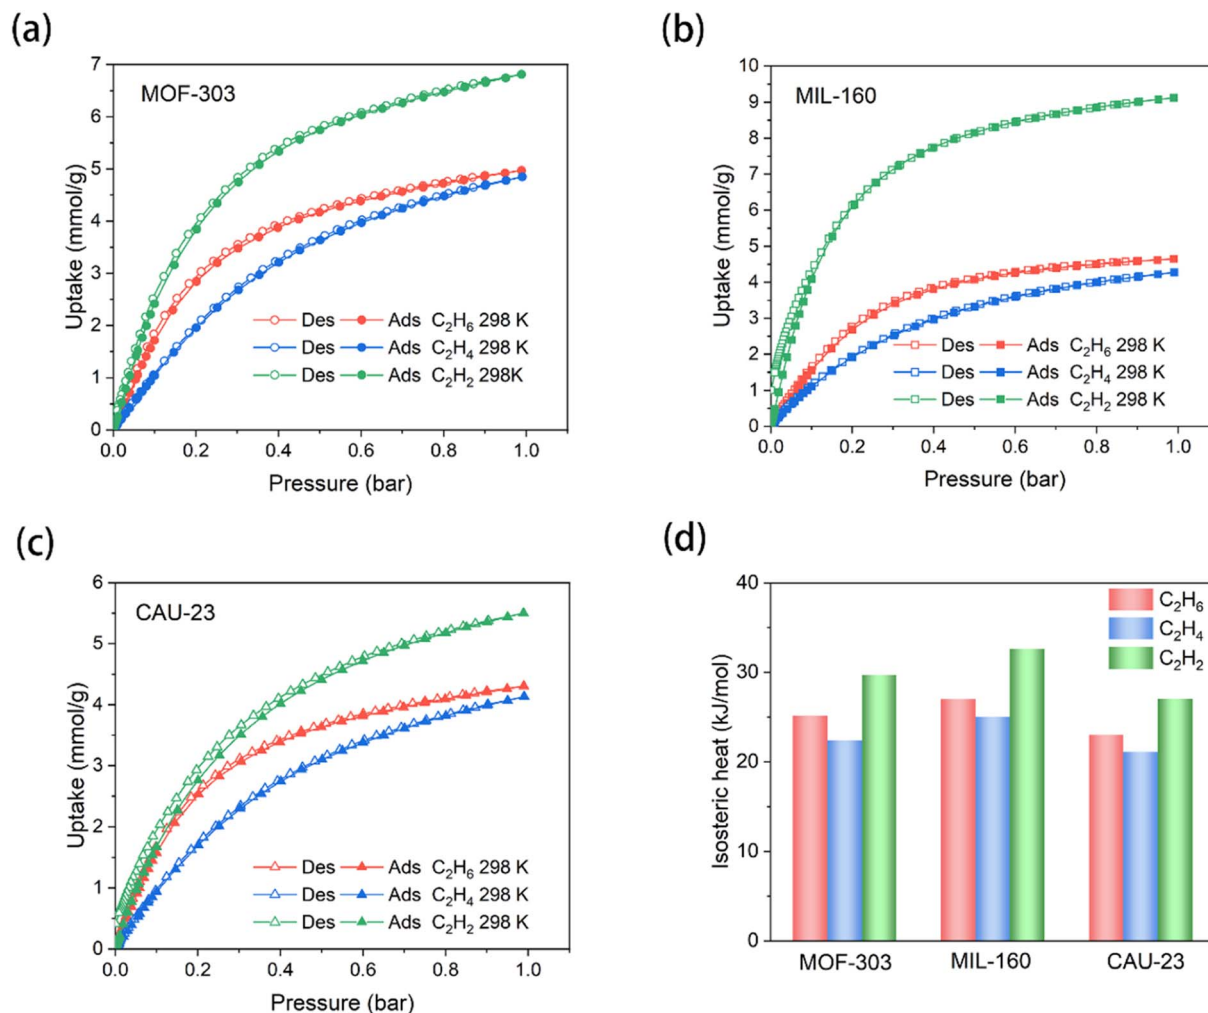 (a)
MOF-303
7
6
5
4
3
2
1
0
Uptake (mmol/g)
Des Ads C₂H₆ 298 K
Des Ads C₂H₄ 298 K
Des Ads C₂H₂ 298K
0.0 0.2 0.4 0.6 0.8 1.0
Pressure (bar)
(b)
MIL-160
10
9
8
7
6
5
4
3
2
1
0
Uptake (mmol/g)
Des Ads C₂H₆ 298 K
Des Ads C₂H₄ 298 K
Des Ads C₂H₂ 298 K
0.0 0.2 0.4 0.6 0.8 1.0
Pressure (bar)
(c)
CAU-23
6
5
4
3
2
1
0
Uptake (mmol/g)
Des Ads C₂H₆ 298 K
Des Ads C₂H₄ 298 K
Des Ads C₂H₂ 298 K
0.0 0.2 0.4 0.6 0.8 1.0
Pressure (bar)
(d)
40
30
20
10
0
Isosteric heat (kJ/mol)
C₂H₆
C₂H₄
C₂H₂
MOF-303 MIL-160 CAU-23